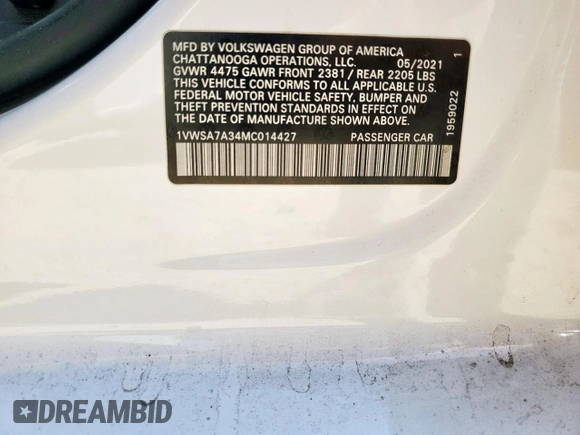 MFD BY VOLKSWAGEN GROUP OF AMERICA
CHATTANOOGA OPERATIONS, LLC. 05/2021
GVWR 4475 GAWR FRONT 2381 / REAR 2205 LBS
THIS VEHICLE CONFORMS TO ALL APPLICABLE U.S.
FEDERAL MOTOR VEHICLE SAFETY, BUMPER AND
THEFT PREVENTION STANDARDS IN EFFECT ON
THE DATE OF MANUFACTURE SHOWN ABOVE.
1VWSA7A34MC014427 PASSENGER CAR
1959022 1
DREAMBID